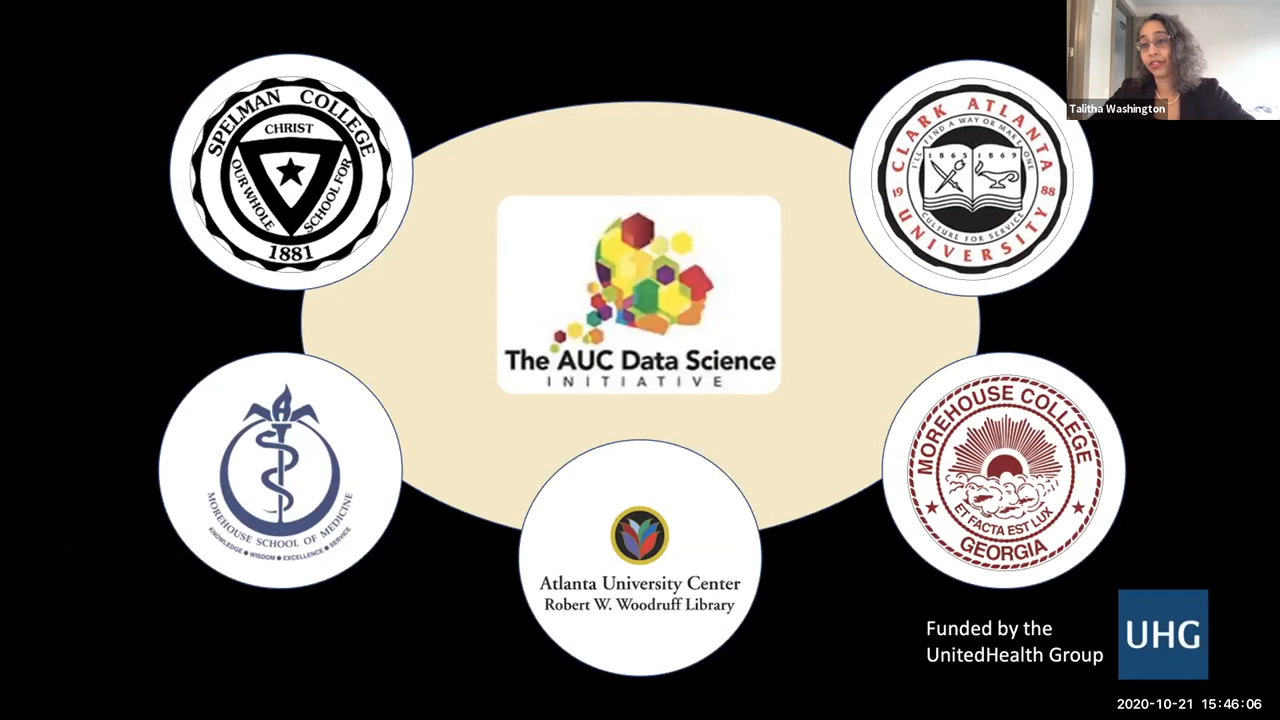 SPELMAN COLLEGE
CHRIST
OUR WHOLE
SCHOOL FOR
1881
CLARK ATLANTA
I'LL FIND A WAY OR MAKE ONE
1865 1869
19 88
CULTURE FOR SERVICE
UNIVERSITY
Talitha Washington
The AUC Data Science
INITIATIVE
MOREHOUSE SCHOOL OF MEDICINE
KNOWLEDGE ● WISDOM ● EXCELLENCE ● SERVICE
MOREHOUSE COLLEGE
ET FACTA EST LUX
GEORGIA
Atlanta University Center
Robert W. Woodruff Library
Funded by the
UnitedHealth Group
UHG
2020-10-21 15:46:06